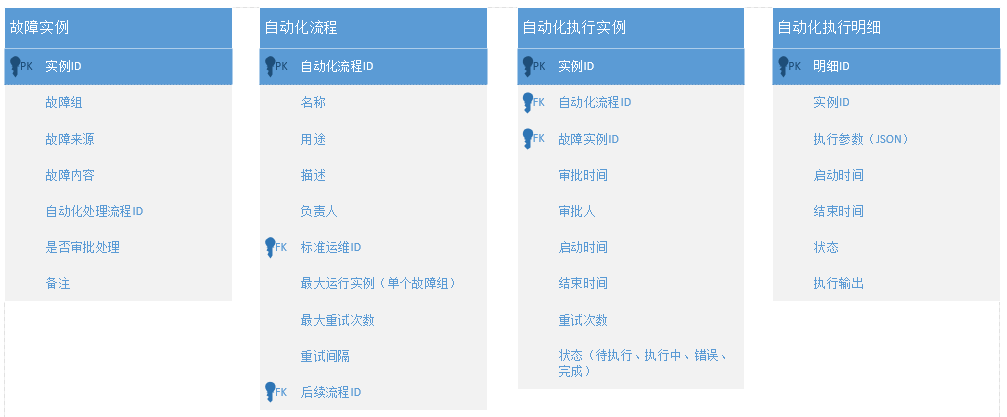 故障实例
PK 实例ID
故障组
故障来源
故障内容
自动化处理流程ID
是否审批处理
备注
自动化流程
PK 自动化流程ID
名称
用途
描述
负责人
FK 标准运维ID
最大运行实例（单个故障组）
最大重试次数
重试间隔
FK 后续流程ID
自动化执行实例
PK 实例ID
FK 自动化流程ID
FK 故障实例ID
审批时间
审批人
启动时间
结束时间
重试次数
状态（待执行、执行中、错误、
完成）
自动化执行明细
PK 明细ID
实例ID
执行参数（JSON）
启动时间
结束时间
状态
执行输出